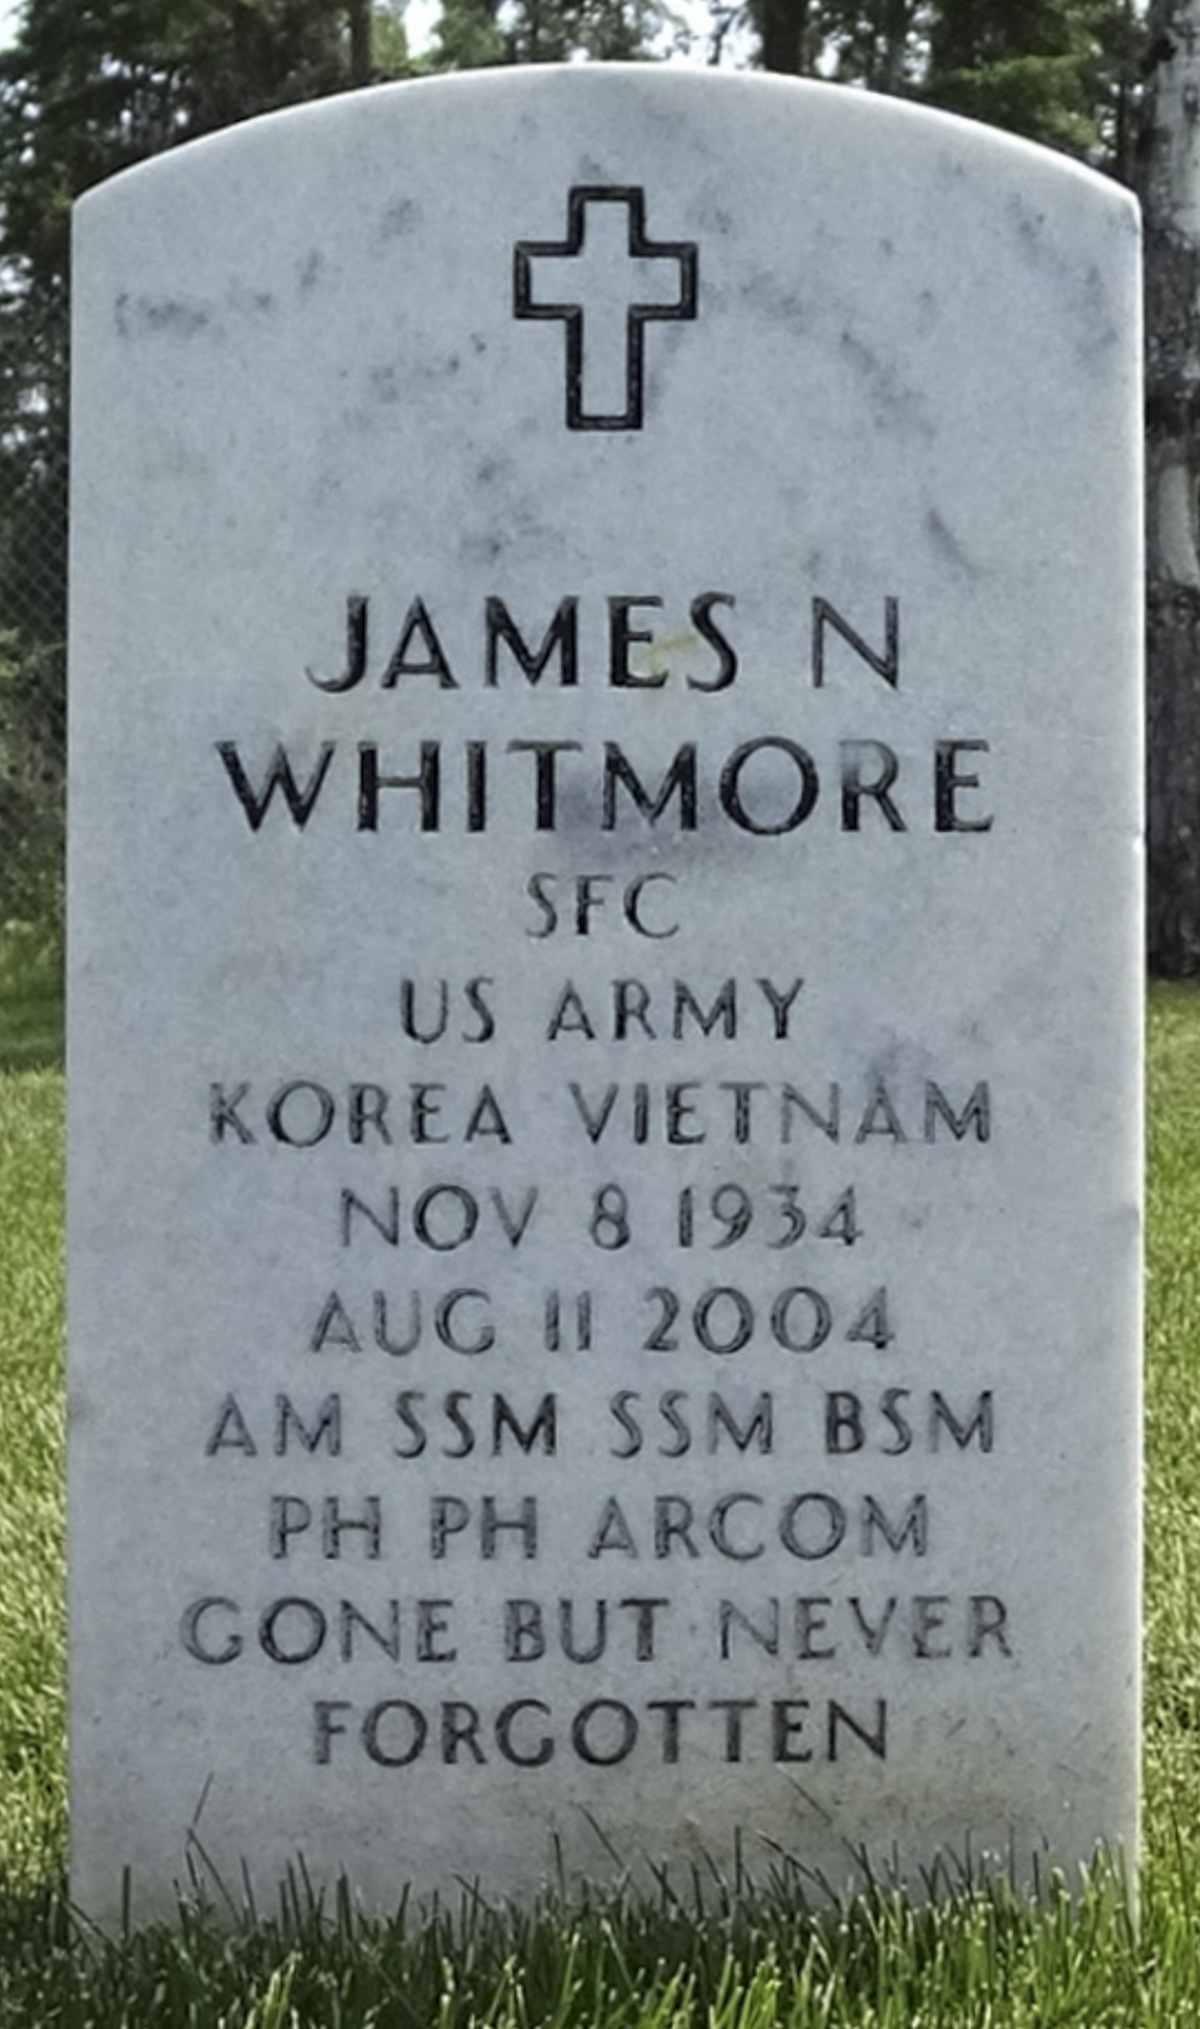 JAMES N
WHITMORE
SFC
US ARMY
KOREA VIETNAM
NOV 8 1934
AUG 11 2004
AM SSM SSM BSM
PH PH ARCOM
GONE BUT NEVER
FORGOTTEN